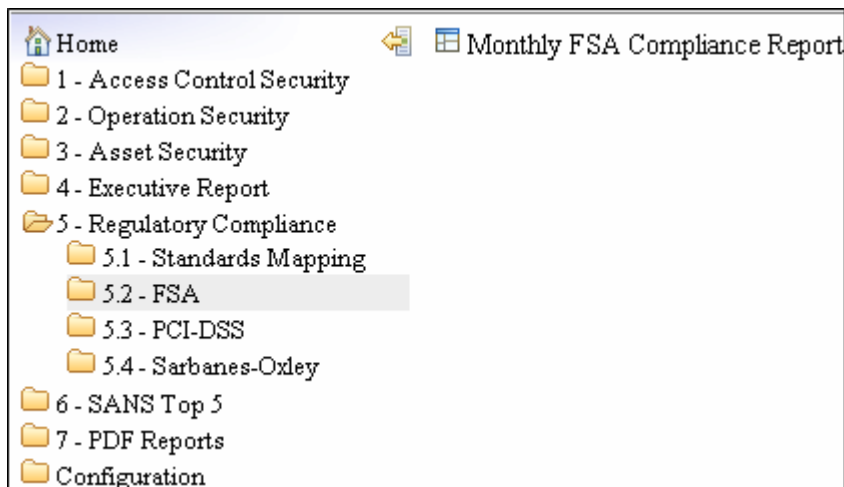 Home
Monthly FSA Compliance Report
1 - Access Control Security
2 - Operation Security
3 - Asset Security
4 - Executive Report
5 - Regulatory Compliance
5.1 - Standards Mapping
5.2 - FSA
5.3 - PCI-DSS
5.4 - Sarbanes-Oxley
6 - SANS Top 5
7 - PDF Reports
Configuration